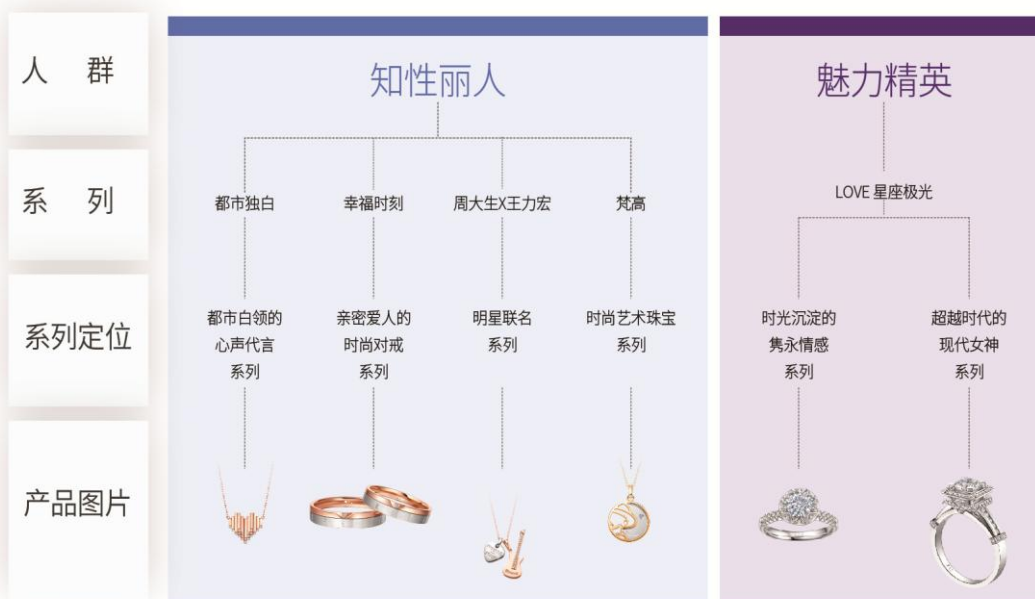 人 群
知性丽人
魅力精英
系 列
都市独白
幸福时刻
周大生X王力宏
梵高
LOVE 星座极光
系列定位
都市白领的
心声代言
系列
亲密爱人的
时尚对戒
系列
明星联名
系列
时尚艺术珠宝
系列
时光沉淀的
隽永情感
系列
超越时代的
现代女神
系列
产品图片